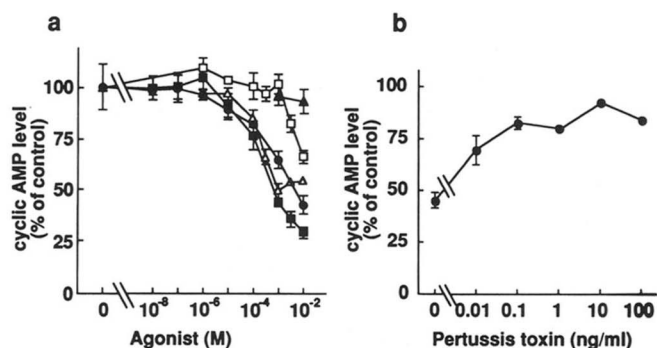 a
cyclic AMP level
(% of control)
100
75
50
25
0
0 10⁻⁸ 10⁻⁶ 10⁻⁴ 10⁻²
Agonist (M)
b
cyclic AMP level
(% of control)
100
75
50
25
0
0 0.01 0.1 1 10 100
Pertussis toxin (ng/ml)